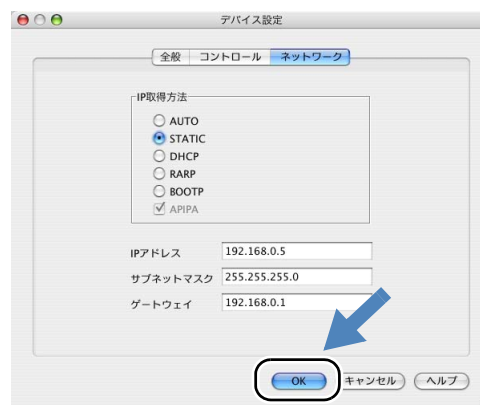 デバイス設定
全般 コントロール ネットワーク
IP取得方法
AUTO
STATIC
DHCP
RARP
BOOTP
APIPA
IPアドレス 192.168.0.5
サブネットマスク 255.255.255.0
ゲートウェイ 192.168.0.1
OK キャンセル ヘルプ